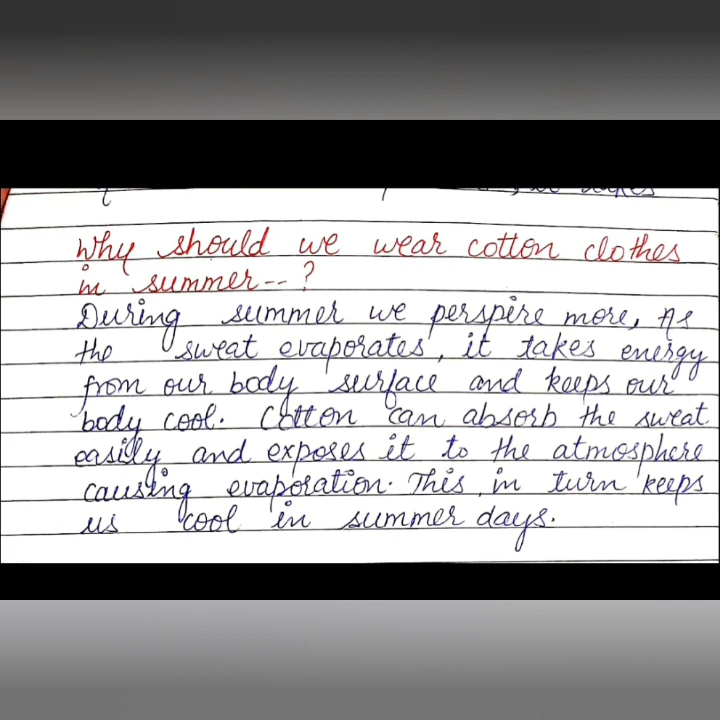 Why should we wear cotton clothes
in summer--?
During summer we perspire more, As
the sweat evaporates, it takes energy
from our body surface and keeps our
body cool. Cotton can absorb the sweat
easily and exposes it to the atmosphere
causing evaporation. This in turn keeps
us cool in summer days.